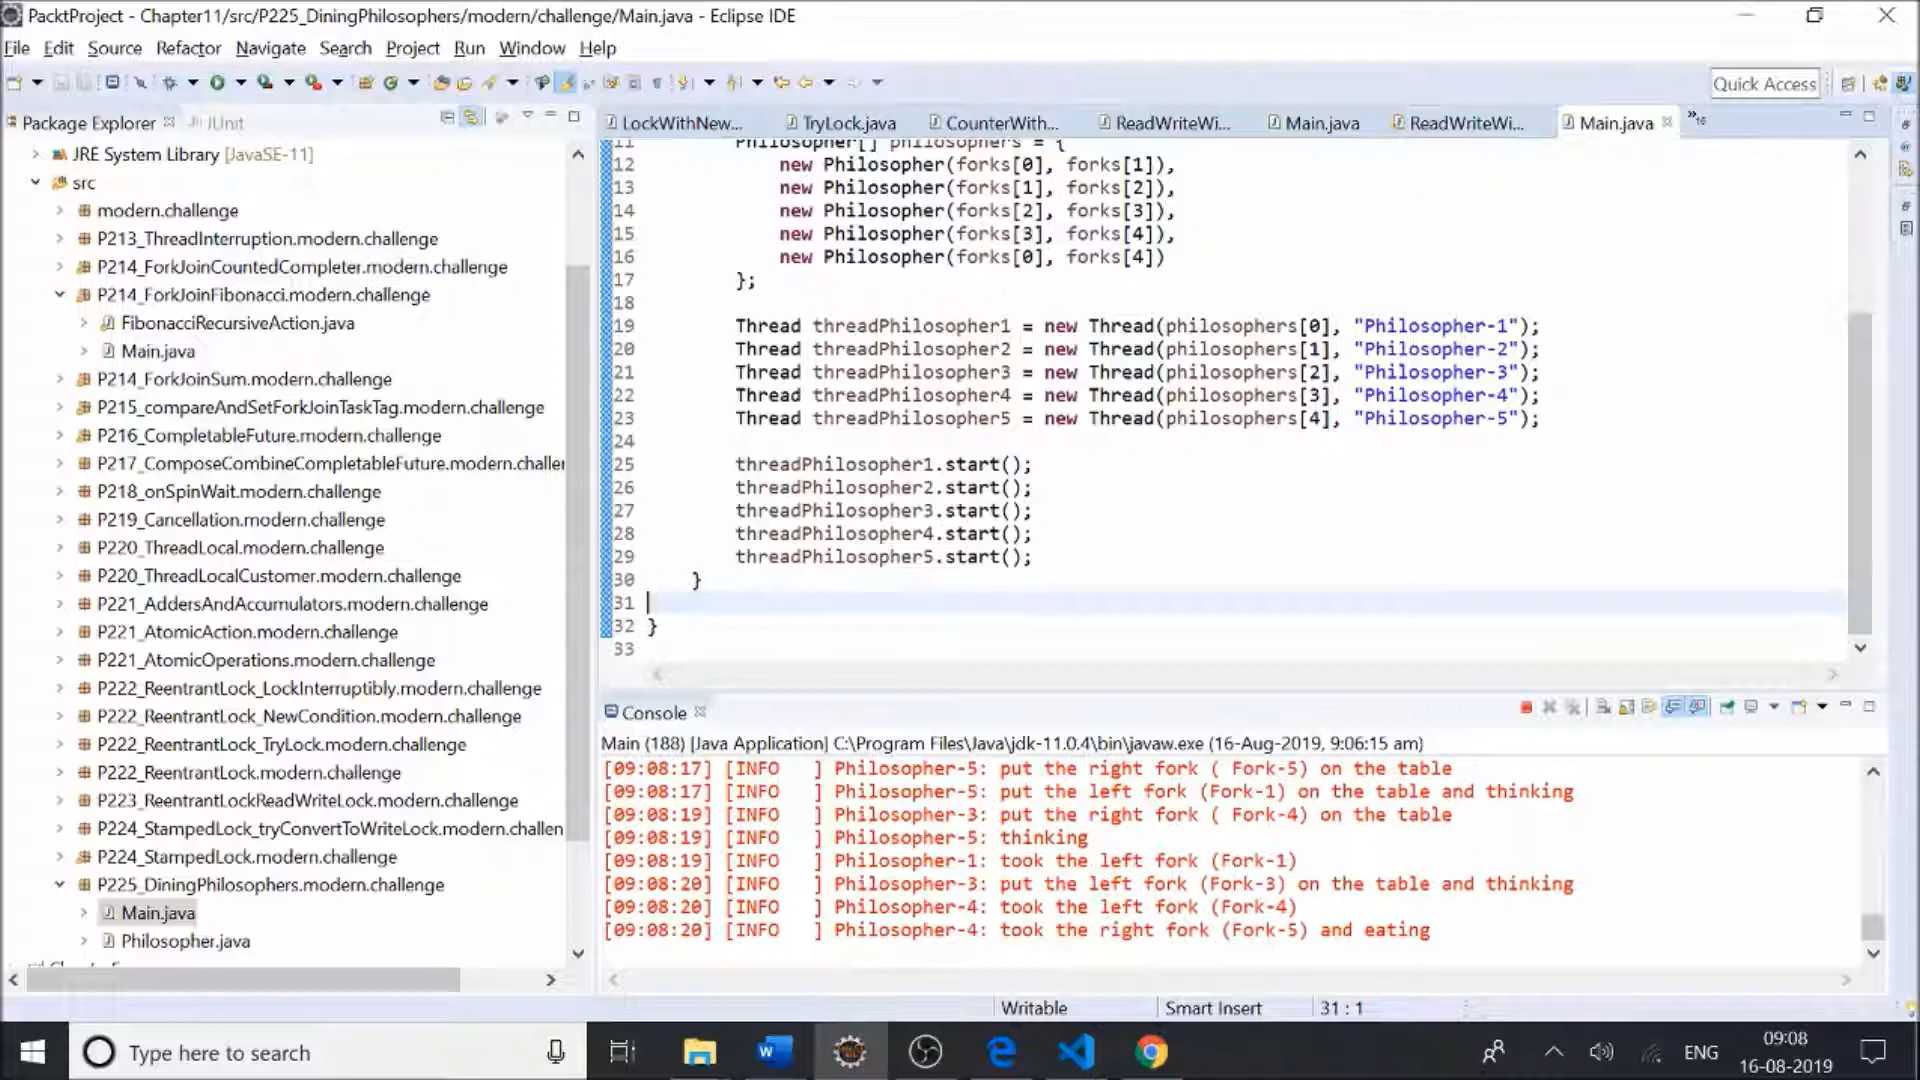 PacktProject - Chapter11/src/P225_DiningPhilosophers/modern/challenge/Main.java - Eclipse IDE
File Edit Source Refactor Navigate Search Project Run Window Help
Quick Access
Package Explorer JUnit
JRE System Library [JavaSE-11]
src
modern.challenge
P213_ThreadInterruption.modern.challenge
P214_ForkJoinCountedCompleter.modern.challenge
P214_ForkJoinFibonacci.modern.challenge
FibonacciRecursiveAction.java
Main.java
P214_ForkJoinSum.modern.challenge
P215_compareAndSetForkJoinTaskTag.modern.challenge
P216_CompletableFuture.modern.challenge
P217_ComposeCombineCompletableFuture.modern.challer
P218_onSpinWait.modern.challenge
P219_Cancellation.modern.challenge
P220_ThreadLocal.modern.challenge
P220_ThreadLocalCustomer.modern.challenge
P221_AddersAndAccumulators.modern.challenge
P221_AtomicAction.modern.challenge
P221_AtomicOperations.modern.challenge
P222_ReentrantLock_LockInterruptibly.modern.challenge
P222_ReentrantLock_NewCondition.modern.challenge
P222_ReentrantLock_TryLock.modern.challenge
P222_ReentrantLock.modern.challenge
P223_ReentrantLockReadWriteLock.modern.challenge
P224_StampedLock_tryConvertToWriteLock.modern.challen
P224_StampedLock.modern.challenge
P225_DiningPhilosophers.modern.challenge
Main.java
Philosopher.java
LockWithNew... TryLock.java CounterWith... ReadWriteWi... Main.java ReadWriteWi... Main.java »16
11 Philosopher[] philosophers = {
12 new Philosopher(forks[0], forks[1]),
13 new Philosopher(forks[1], forks[2]),
14 new Philosopher(forks[2], forks[3]),
15 new Philosopher(forks[3], forks[4]),
16 new Philosopher(forks[0], forks[4])
17 };
18
19 Thread threadPhilosopher1 = new Thread(philosophers[0], "Philosopher-1");
20 Thread threadPhilosopher2 = new Thread(philosophers[1], "Philosopher-2");
21 Thread threadPhilosopher3 = new Thread(philosophers[2], "Philosopher-3");
22 Thread threadPhilosopher4 = new Thread(philosophers[3], "Philosopher-4");
23 Thread threadPhilosopher5 = new Thread(philosophers[4], "Philosopher-5");
24
25 threadPhilosopher1.start();
26 threadPhilosopher2.start();
27 threadPhilosopher3.start();
28 threadPhilosopher4.start();
29 threadPhilosopher5.start();
30 }
31
32 }
33
Console
Main (188) [Java Application] C:\Program Files\Java\jdk-11.0.4\bin\javaw.exe (16-Aug-2019, 9:06:15 am)
[09:08:17] [INFO   ] Philosopher-5: put the right fork ( Fork-5) on the table
[09:08:17] [INFO   ] Philosopher-5: put the left fork (Fork-1) on the table and thinking
[09:08:19] [INFO   ] Philosopher-3: put the right fork ( Fork-4) on the table
[09:08:19] [INFO   ] Philosopher-5: thinking
[09:08:19] [INFO   ] Philosopher-1: took the left fork (Fork-1)
[09:08:20] [INFO   ] Philosopher-3: put the left fork (Fork-3) on the table and thinking
[09:08:20] [INFO   ] Philosopher-4: took the left fork (Fork-4)
[09:08:20] [INFO   ] Philosopher-4: took the right fork (Fork-5) and eating
Writable Smart Insert 31 : 1
Type here to search
ENG
09:08
16-08-2019